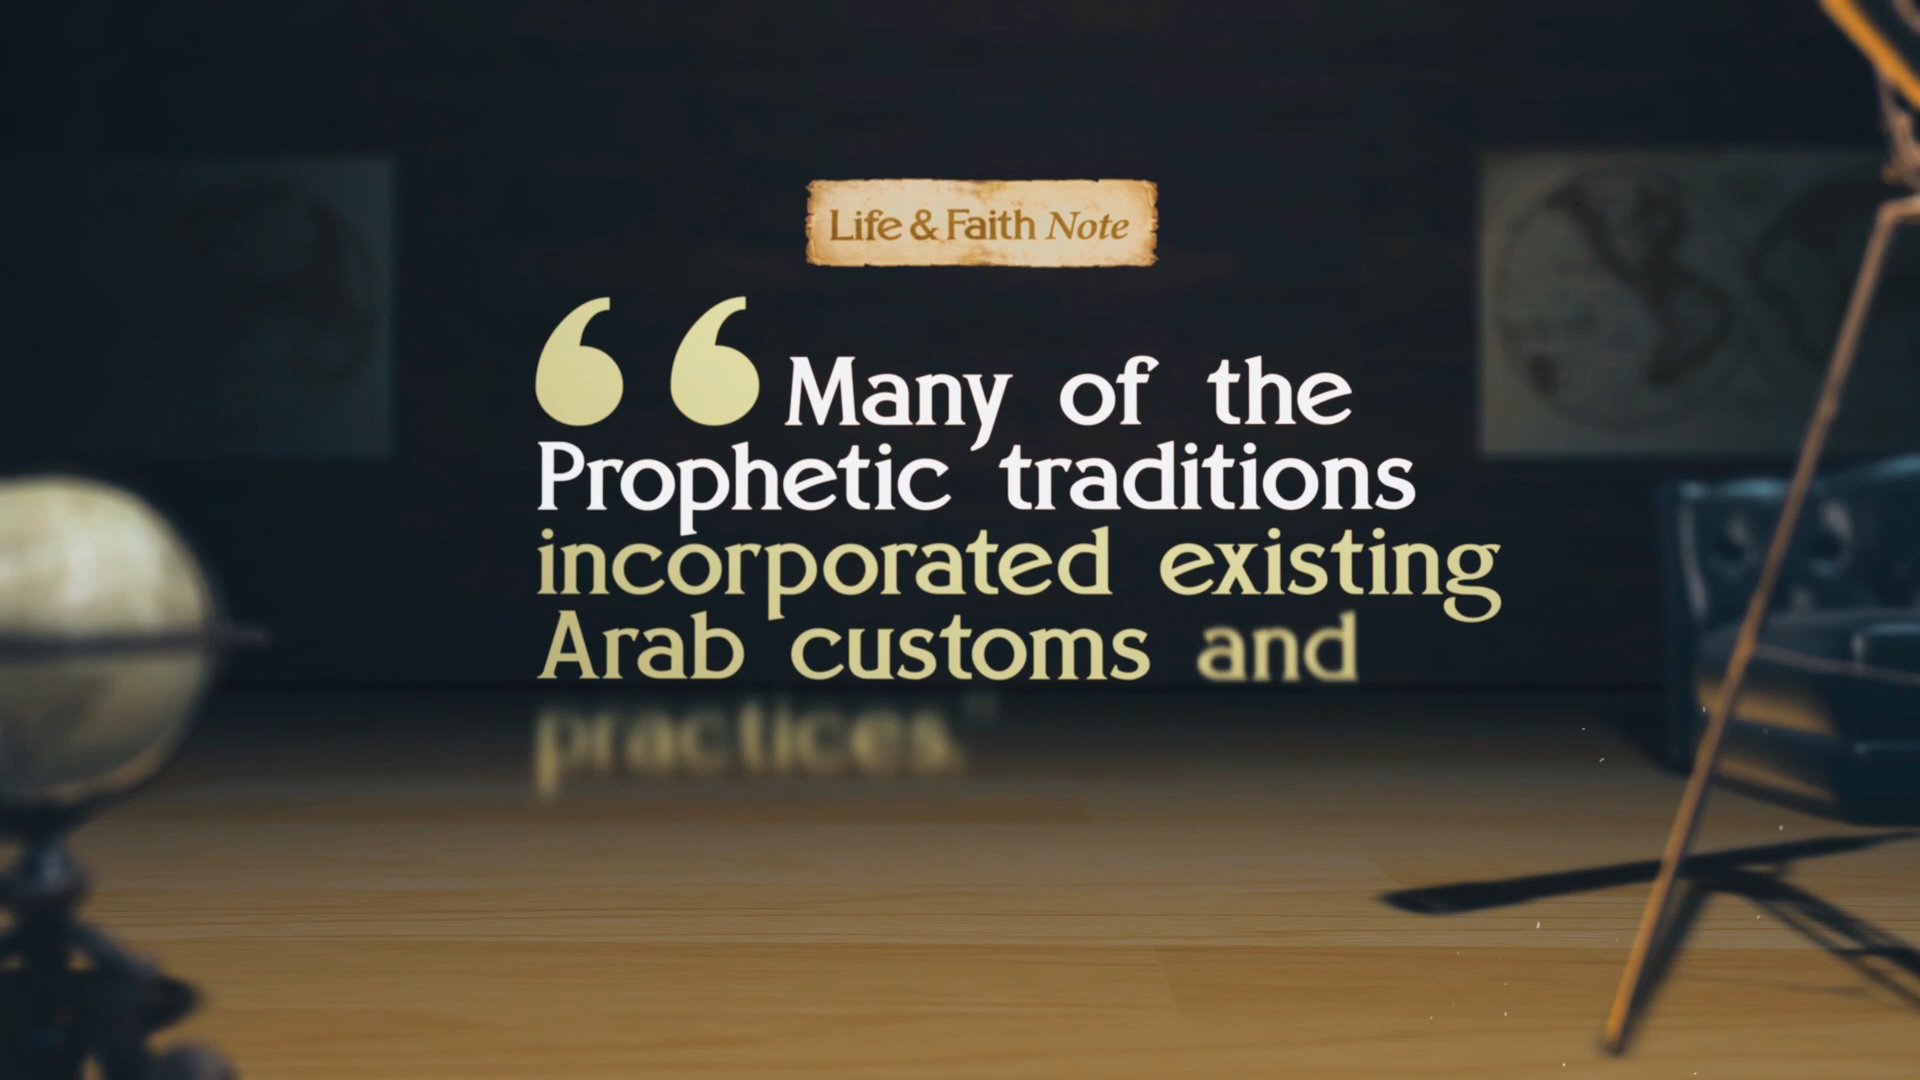 Life & Faith Note
“Many of the
Prophetic traditions
incorporated existing
Arab customs and
practices."